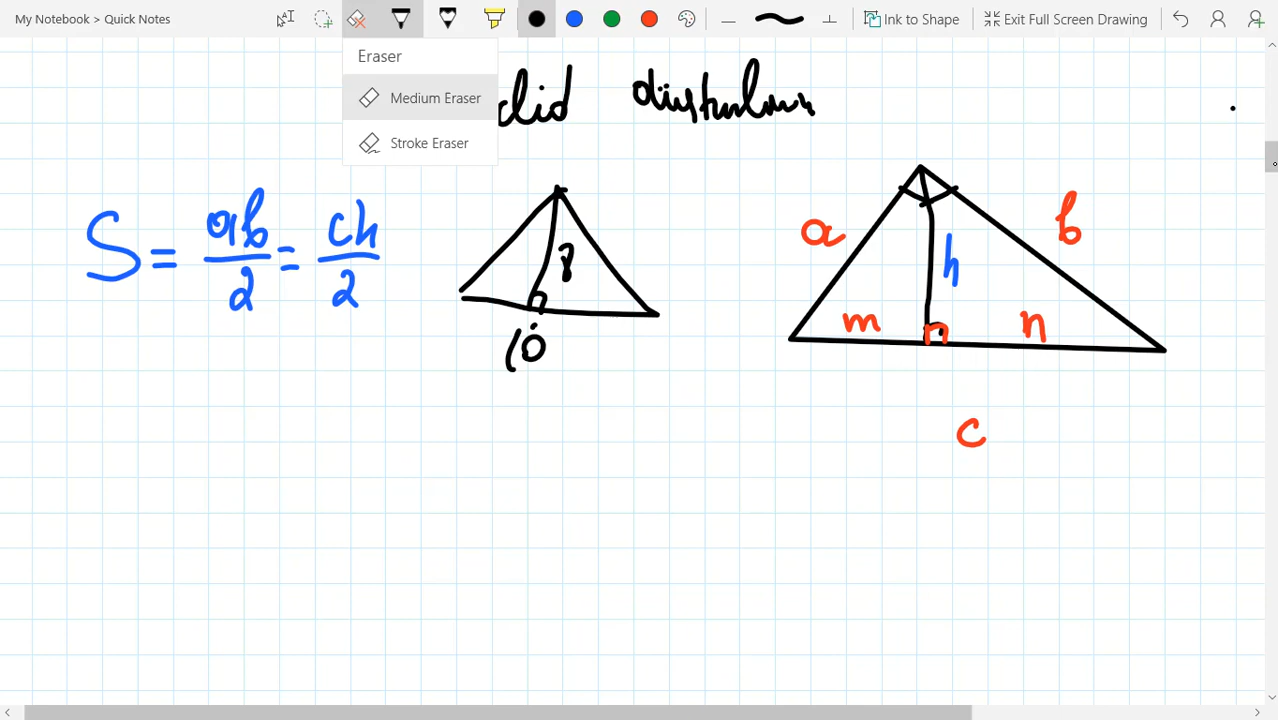 My Notebook > Quick Notes
Ink to Shape
Exit Full Screen Drawing
Eraser
Medium Eraser
Stroke Eraser
S = ab/2 = ch/2
8
10
a
b
h
m
n
c